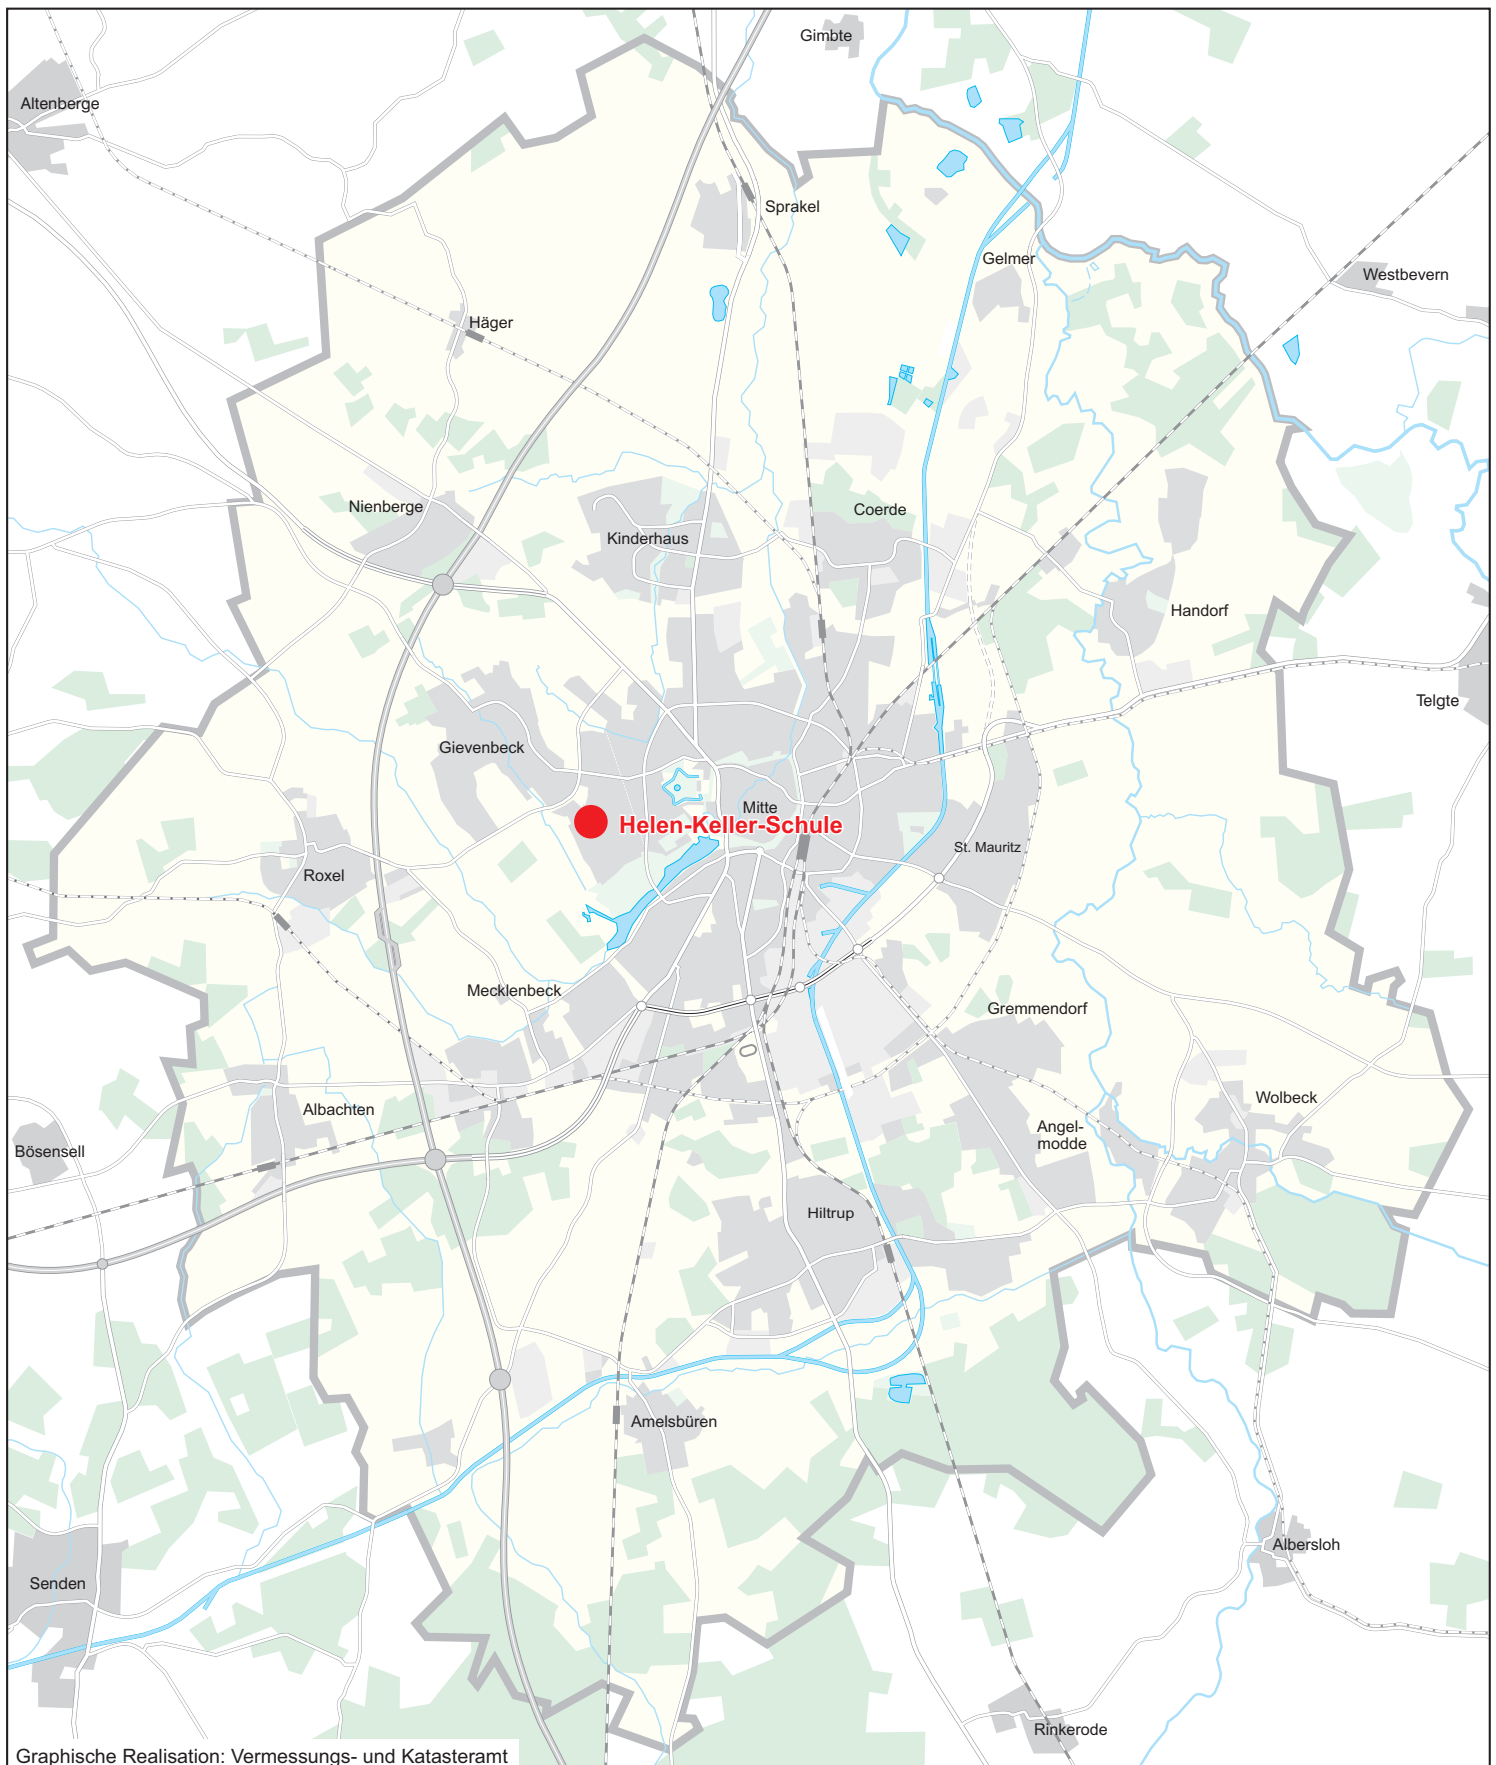 Gimbte
Altenberge
Sprakel
Gelmer
Westbevern
Häger
Nienberge
Coerde
Kinderhaus
Handorf
Telgte
Gievenbeck
Mitte
Helen-Keller-Schule
St. Mauritz
Roxel
Mecklenbeck
Gremmendorf
Wolbeck
Albachten
Angel-
modde
Bösensell
Hiltrup
Amelsbüren
Albersloh
Senden
Rinkerode
Graphische Realisation: Vermessungs- und Katasteramt